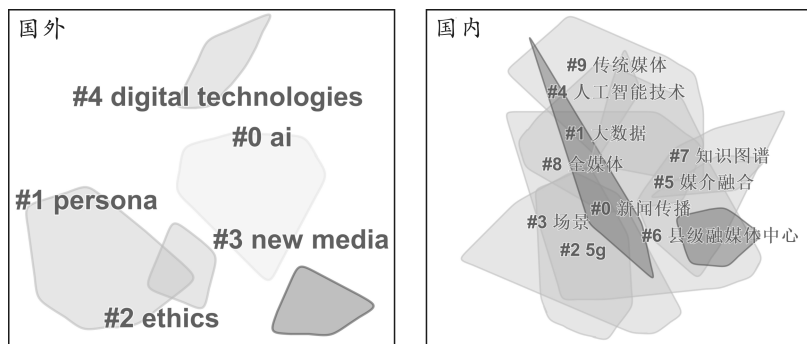 国外
#4 digital technologies
#0 ai
#1 persona
#3 new media
#2 ethics
国内
#9 传统媒体
#4 人工智能技术
#1 大数据
#8 全媒体
#7 知识图谱
#5 媒介融合
#0 新闻传播
#3 场景
#6 县级融媒体中心
#2 5g